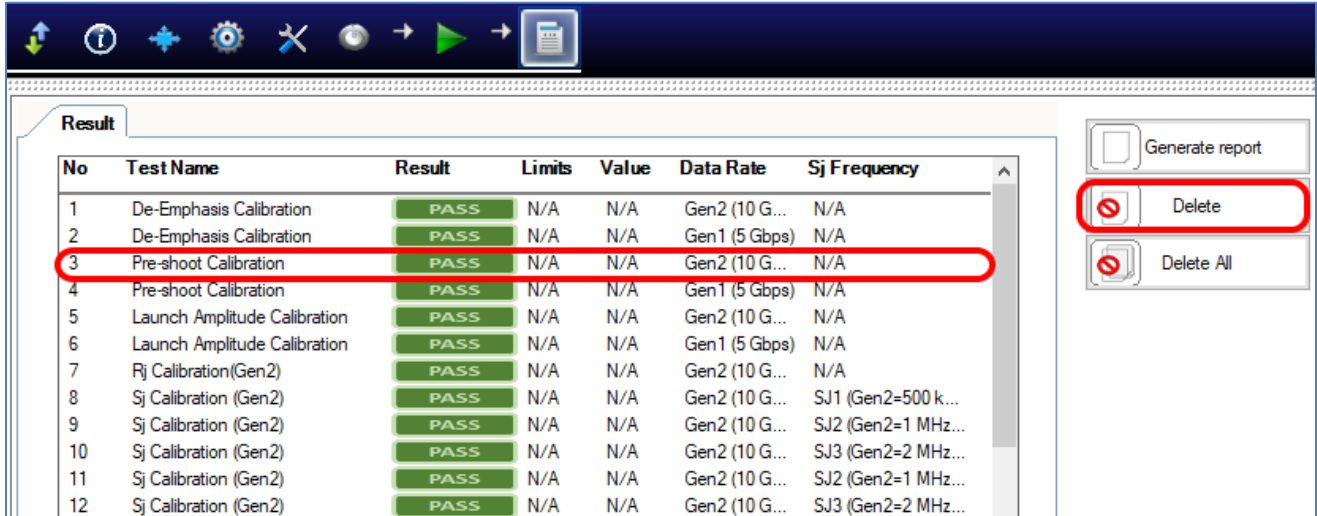 Result
No Test Name Result Limits Value Data Rate Sj Frequency
1 De-Emphasis Calibration PASS N/A N/A Gen2 (10 G... N/A
2 De-Emphasis Calibration PASS N/A N/A Gen1 (5 Gbps) N/A
3 Pre-shoot Calibration PASS N/A N/A Gen2 (10 G... N/A
4 Pre-shoot Calibration PASS N/A N/A Gen1 (5 Gbps) N/A
5 Launch Amplitude Calibration PASS N/A N/A Gen2 (10 G... N/A
6 Launch Amplitude Calibration PASS N/A N/A Gen1 (5 Gbps) N/A
7 Rj Calibration(Gen2) PASS N/A N/A Gen2 (10 G... N/A
8 Sj Calibration (Gen2) PASS N/A N/A Gen2 (10 G... SJ1 (Gen2=500 k...
9 Sj Calibration (Gen2) PASS N/A N/A Gen2 (10 G... SJ2 (Gen2=1 MHz...
10 Sj Calibration (Gen2) PASS N/A N/A Gen2 (10 G... SJ3 (Gen2=2 MHz...
11 Sj Calibration (Gen2) PASS N/A N/A Gen2 (10 G... SJ2 (Gen2=1 MHz...
12 Sj Calibration (Gen2) PASS N/A N/A Gen2 (10 G... SJ3 (Gen2=2 MHz...
Generate report
Delete
Delete All